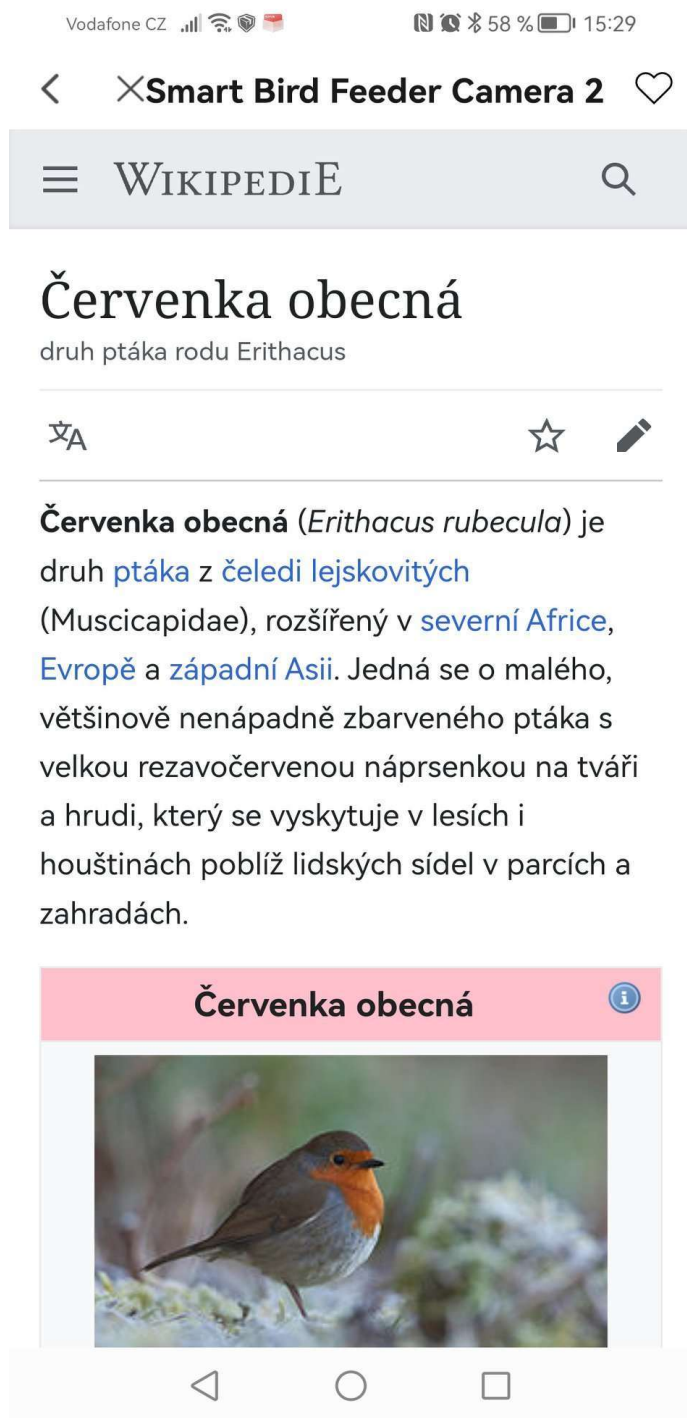 Vodafone CZ 58 % 15:29
Smart Bird Feeder Camera 2
WIKIPEDIE
Červenka obecná
druh ptáka rodu Erithacus
Červenka obecná (Erithacus rubecula) je
druh ptáka z čeledi lejskovitých
(Muscicapidae), rozšířený v severní Africe,
Evropě a západní Asii. Jedná se o malého,
většinově nenápadně zbarveného ptáka s
velkou rezavočervenou náprsenkou na tváři
a hrudi, který se vyskytuje v lesích i
houštinách poblíž lidských sídel v parcích a
zahradách.
Červenka obecná